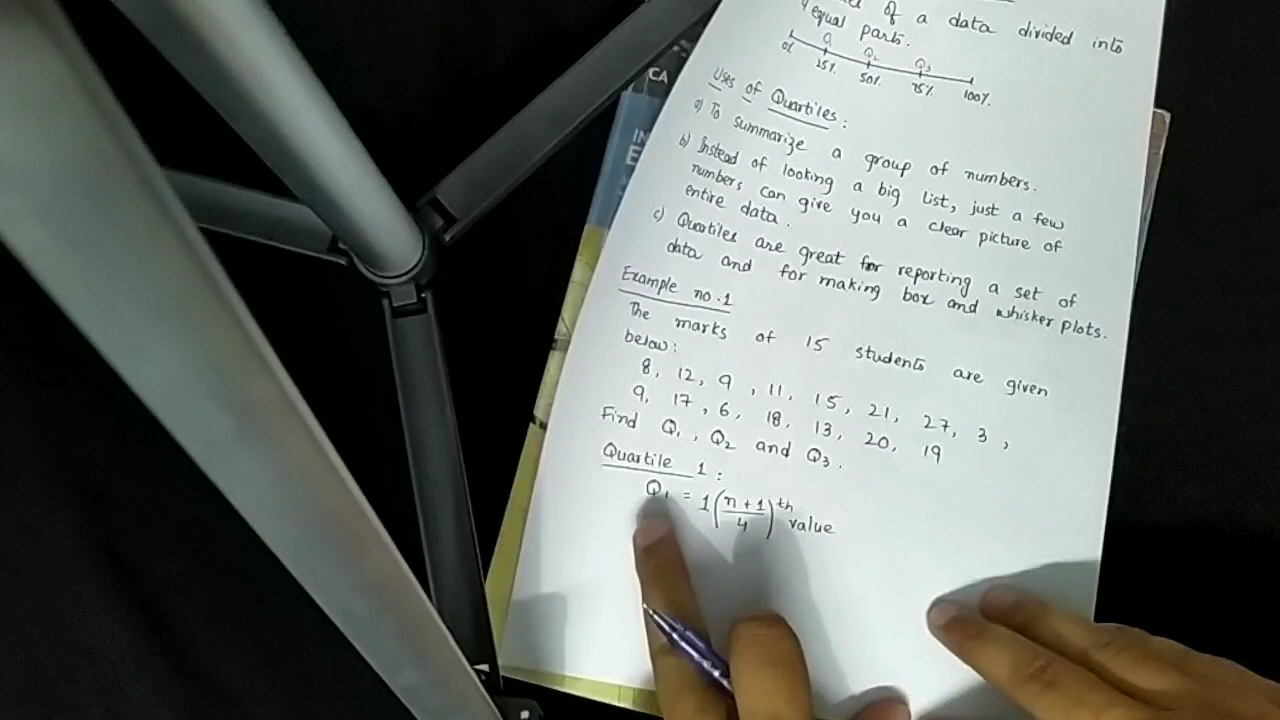 of a data divided into
4 equal parts.
Q Q2 Q3
0% 25% 50% 75% 100%
Uses of Quartiles:
a) To summarize a group of numbers.
b) Instead of looking a big list, just a few
numbers can give you a clear picture of
entire data.
c) Quartiles are great for reporting a set of
data and for making box and whisker plots.
Example no.1
The marks of 15 students are given
below:
8, 12, 9, 11, 15, 21, 27, 3,
9, 17, 6, 18, 13, 20, 19
Find Q1, Q2 and Q3.
Quartile 1:
Q1 = 1(n+1/4)th value
CA
IN
E